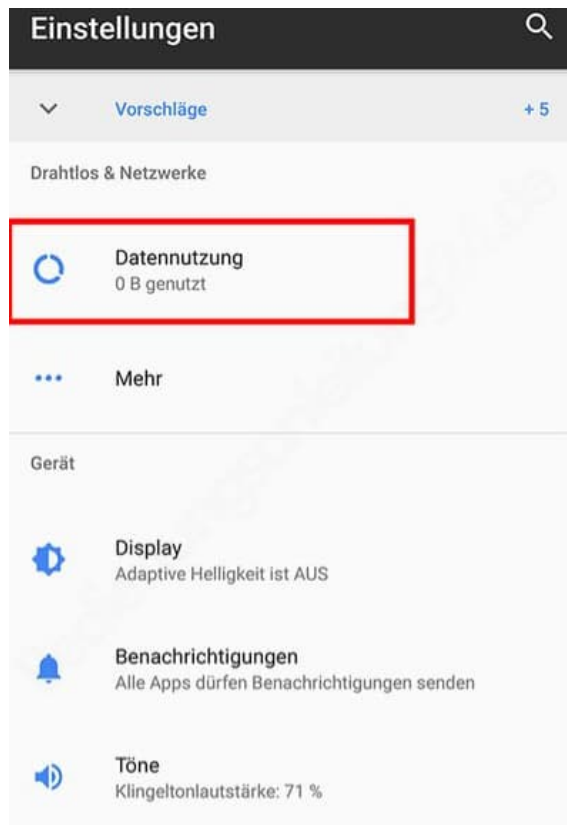 Einstellungen
Vorschläge + 5
Drahtlos & Netzwerke
Datennutzung
0 B genutzt
Mehr
Gerät
Display
Adaptive Helligkeit ist AUS
Benachrichtigungen
Alle Apps dürfen Benachrichtigungen senden
Töne
Klingeltonlautstärke: 71 %